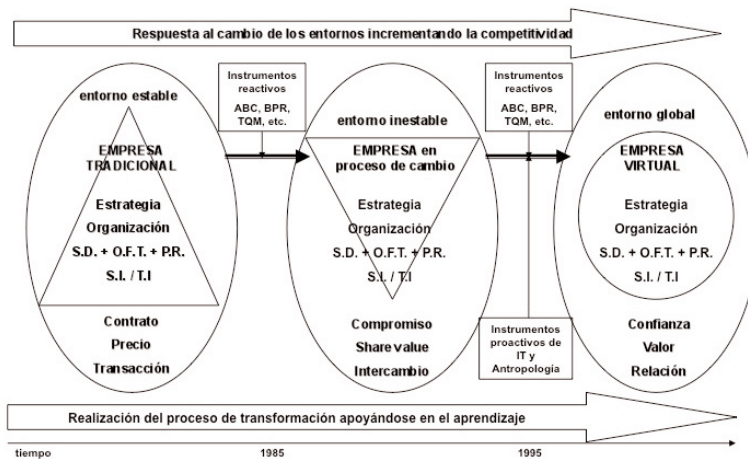 Respuesta al cambio de los entornos incrementando la competitividad
Instrumentos
reactivos
ABC, BPR,
TQM, etc.
Instrumentos
reactivos
ABC, BPR,
TQM, etc.
entorno estable
EMPRESA
TRADICIONAL
Estrategia
Organización
S.D. + O.F.T. + P.R.
S.I. / T.I
Contrato
Precio
Transacción
entorno inestable
EMPRESA en
proceso de cambio
Estrategia
Organización
S.D. + O.F.T. + P.R.
S.I. / T.I
Compromiso
Share value
Intercambio
Instrumentos
proactivos de
IT y
Antropología
entorno global
EMPRESA
VIRTUAL
Estrategia
Organización
S.D. + O.F.T. + P.R.
S.I. / T.I
Confianza
Valor
Relación
Realización del proceso de transformación apoyándose en el aprendizaje
tiempo 1985 1995